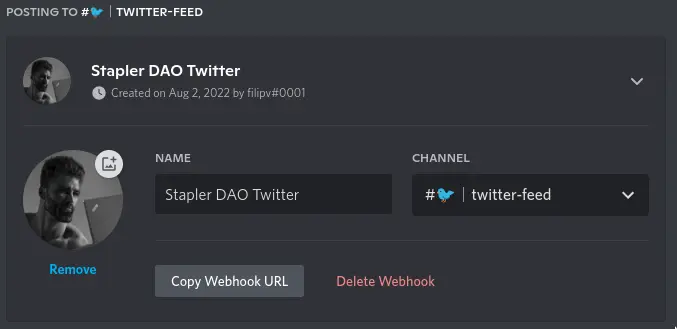 POSTING TO #🐦 | TWITTER-FEED
Stapler DAO Twitter
Created on Aug 2, 2022 by filipv#0001
NAME
CHANNEL
Stapler DAO Twitter
#🐦 | twitter-feed
Remove
Copy Webhook URL
Delete Webhook